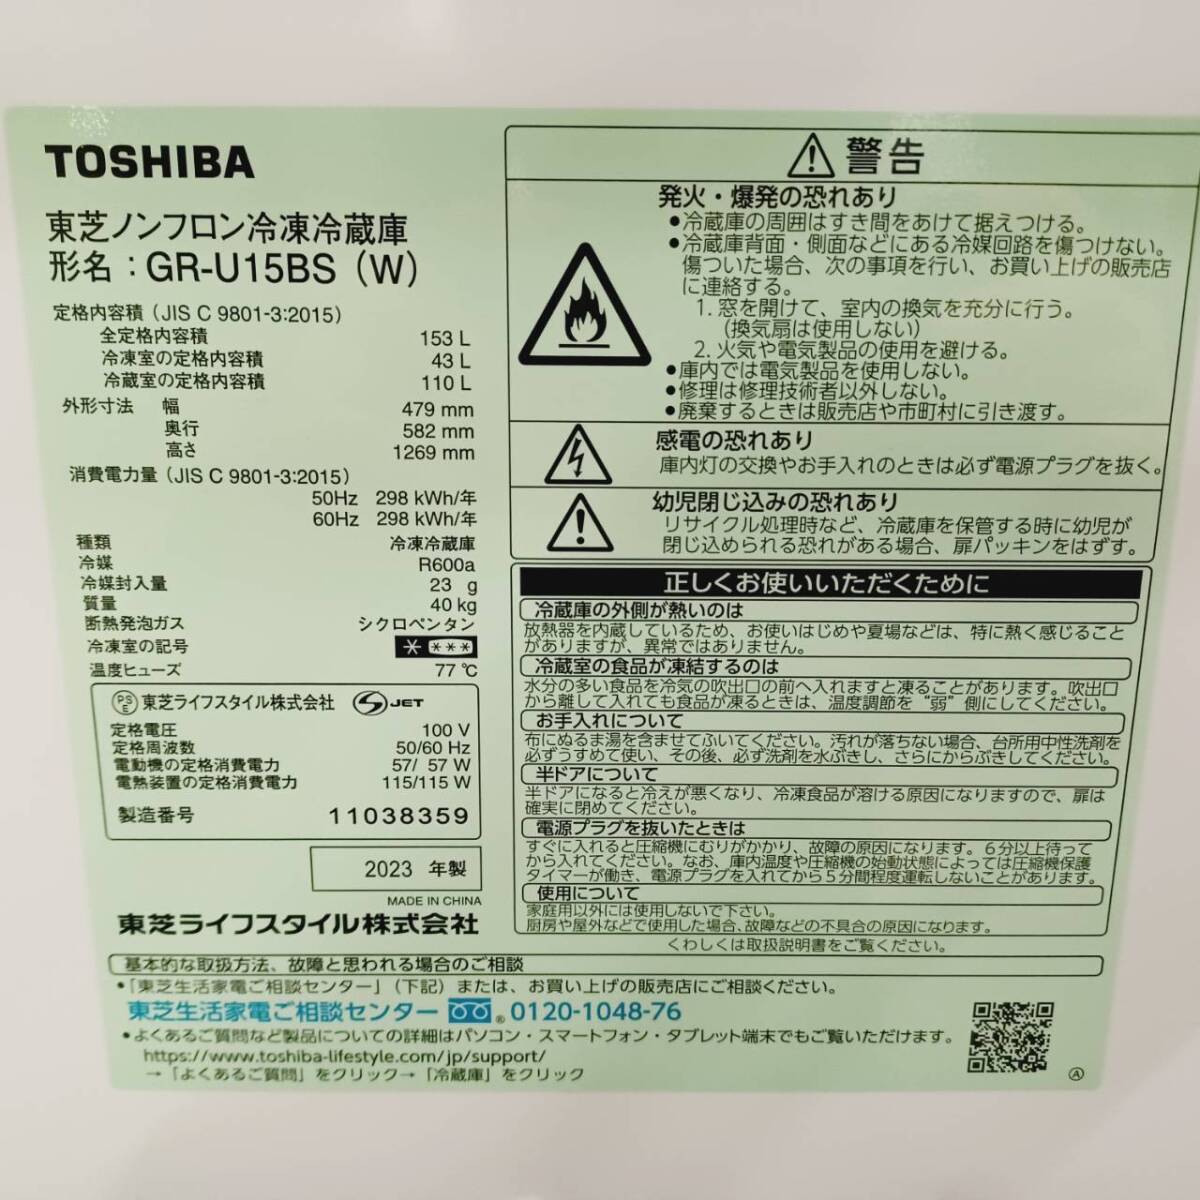 TOSHIBA
東芝ノンフロン冷凍冷蔵庫
形名：GR-U15BS（W）
定格内容積（JIS C 9801-3:2015）
全定格内容積 153 L
冷凍室の定格内容積 43 L
冷蔵室の定格内容積 110 L
外形寸法 幅 479 mm
奥行 582 mm
高さ 1269 mm
消費電力量（JIS C 9801-3:2015）
50Hz 298 kWh/年
60Hz 298 kWh/年
種類 冷凍冷蔵庫
冷媒 R600a
冷媒封入量 23 g
質量 40 kg
断熱発泡ガス シクロペンタン
冷凍室の記号
温度ヒューズ 77 ℃
PSE 東芝ライフスタイル株式会社 JET
定格電圧 100 V
定格周波数 50/60 Hz
電動機の定格消費電力 57/ 57 W
電熱装置の定格消費電力 115/115 W
製造番号 11038359
2023 年製
MADE IN CHINA
東芝ライフスタイル株式会社
警告
発火・爆発の恐れあり
●冷蔵庫の周囲はすき間をあけて据えつける。
●冷蔵庫背面・側面などにある冷媒回路を傷つけない。
傷ついた場合、次の事項を行い、お買い上げの販売店
に連絡する。
1. 窓を開けて、室内の換気を充分に行う。
（換気扇は使用しない）
2. 火気や電気製品の使用を避ける。
●庫内では電気製品を使用しない。
●修理は修理技術者以外しない。
●廃棄するときは販売店や市町村に引き渡す。
感電の恐れあり
庫内灯の交換やお手入れのときは必ず電源プラグを抜く。
幼児閉じ込みの恐れあり
リサイクル処理時など、冷蔵庫を保管する時に幼児が
閉じ込められる恐れがある場合、扉パッキンをはずす。
正しくお使いいただくために
冷蔵庫の外側が熱いのは
放熱器を内蔵しているため、お使いはじめや夏場などは、特に熱く感じること
がありますが、異常ではありません。
冷蔵室の食品が凍結するのは
水分の多い食品を冷気の吹出口の前へ入れますと凍ることがあります。吹出口
から離して入れても食品が凍るときは、温度調節を“弱”側にしてください。
お手入れについて
布にぬるま湯を含ませてふいてください。汚れが落ちない場合、台所用中性洗剤を
必ずうすめて使い、その後、必ず洗剤を水ぶきし、さらにからぶきしてください。
半ドアについて
半ドアになると冷えが悪くなり、冷凍食品が溶ける原因になりますので、扉は
確実に閉めてください。
電源プラグを抜いたときは
すぐに入れると圧縮機にむりがかかり、故障の原因になります。6分以上待って
から入れてください。なお、庫内温度や圧縮機の始動状態によっては圧縮機保護
タイマーが働き、電源プラグを入れてから5分間程度運転しないことがあります。
使用について
家庭用以外には使用しないで下さい。
厨房や屋外などで使用した場合、故障などの不具合の原因になります。
くわしくは取扱説明書をご覧ください。
基本的な取扱方法、故障と思われる場合のご相談
●「東芝生活家電ご相談センター」（下記）または、お買い上げの販売店にご相談ください。
東芝生活家電ご相談センター ® 0120-1048-76
●よくあるご質問など製品についての詳細はパソコン・スマートフォン・タブレット端末でもご覧いただけます。
https://www.toshiba-lifestyle.com/jp/support/
→「よくあるご質問」をクリック→「冷蔵庫」をクリック
Ⓐ